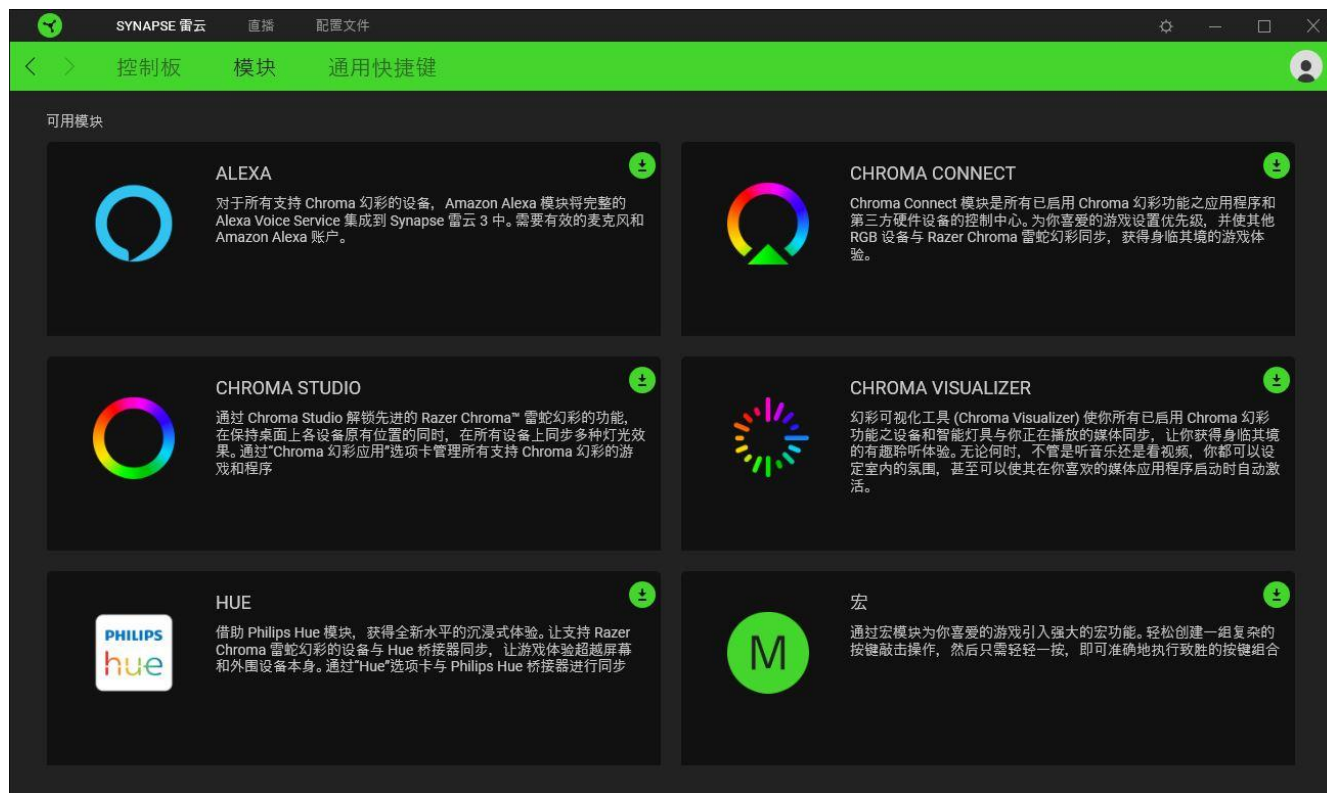 SYNAPSE 雷云 直播 配置文件
控制板 模块 通用快捷键
可用模块
ALEXA
对于所有支持 Chroma 幻彩的设备，Amazon Alexa 模块将完整的
Alexa Voice Service 集成到 Synapse 雷云 3 中。需要有效的麦克风和
Amazon Alexa 账户。
CHROMA CONNECT
Chroma Connect 模块是所有已启用 Chroma 幻彩功能之应用程序和
第三方硬件设备的控制中心。为你喜爱的游戏设置优先级，并使其他
RGB 设备与 Razer Chroma 雷蛇幻彩同步，获得身临其境的游戏体
验。
CHROMA STUDIO
通过 Chroma Studio 解锁先进的 Razer Chroma™ 雷蛇幻彩的功能，
在保持桌面上各设备原有位置的同时，在所有设备上同步多种灯光效
果。通过“Chroma 幻彩应用”选项卡管理所有支持 Chroma 幻彩的游
戏和程序
CHROMA VISUALIZER
幻彩可视化工具 (Chroma Visualizer) 使你所有已启用 Chroma 幻彩
功能之设备和智能灯具与你正在播放的媒体同步，让你获得身临其境
的有趣聆听体验。无论何时，不管是听音乐还是看视频，你都可以设
定室内的氛围，甚至可以使其在你喜欢的媒体应用程序启动时自动激
活。
PHILIPS
hue
HUE
借助 Philips Hue 模块，获得全新水平的沉浸式体验。让支持 Razer
Chroma 雷蛇幻彩的设备与 Hue 桥接器同步，让游戏体验超越屏幕
和外围设备本身。通过“Hue”选项卡与 Philips Hue 桥接器进行同步
M
宏
通过宏模块为你喜爱的游戏引入强大的宏功能。轻松创建一组复杂的
按键敲击操作，然后只需轻轻一按，即可准确地执行致胜的按键组合